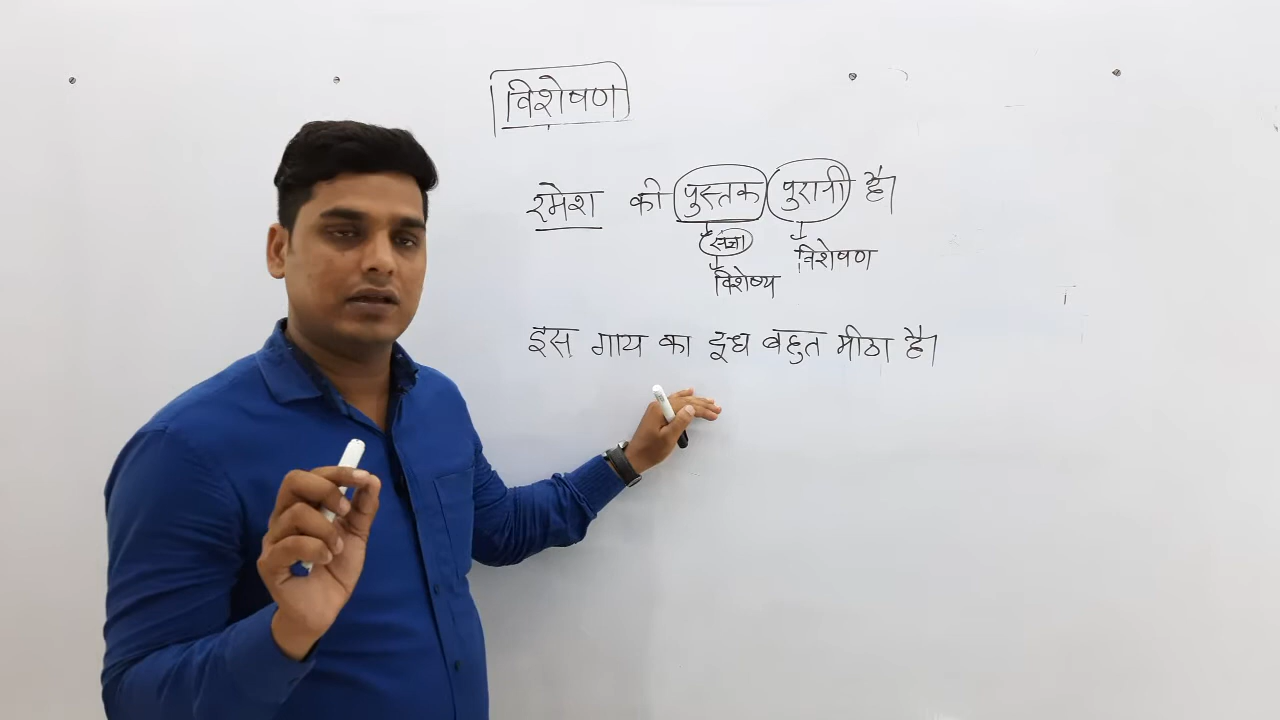 विशेषण
रमेश की पुस्तक पुरानी है।
संज्ञा
विशेषण
विशेष्य
इस गाय का दूध बहुत मीठा है।